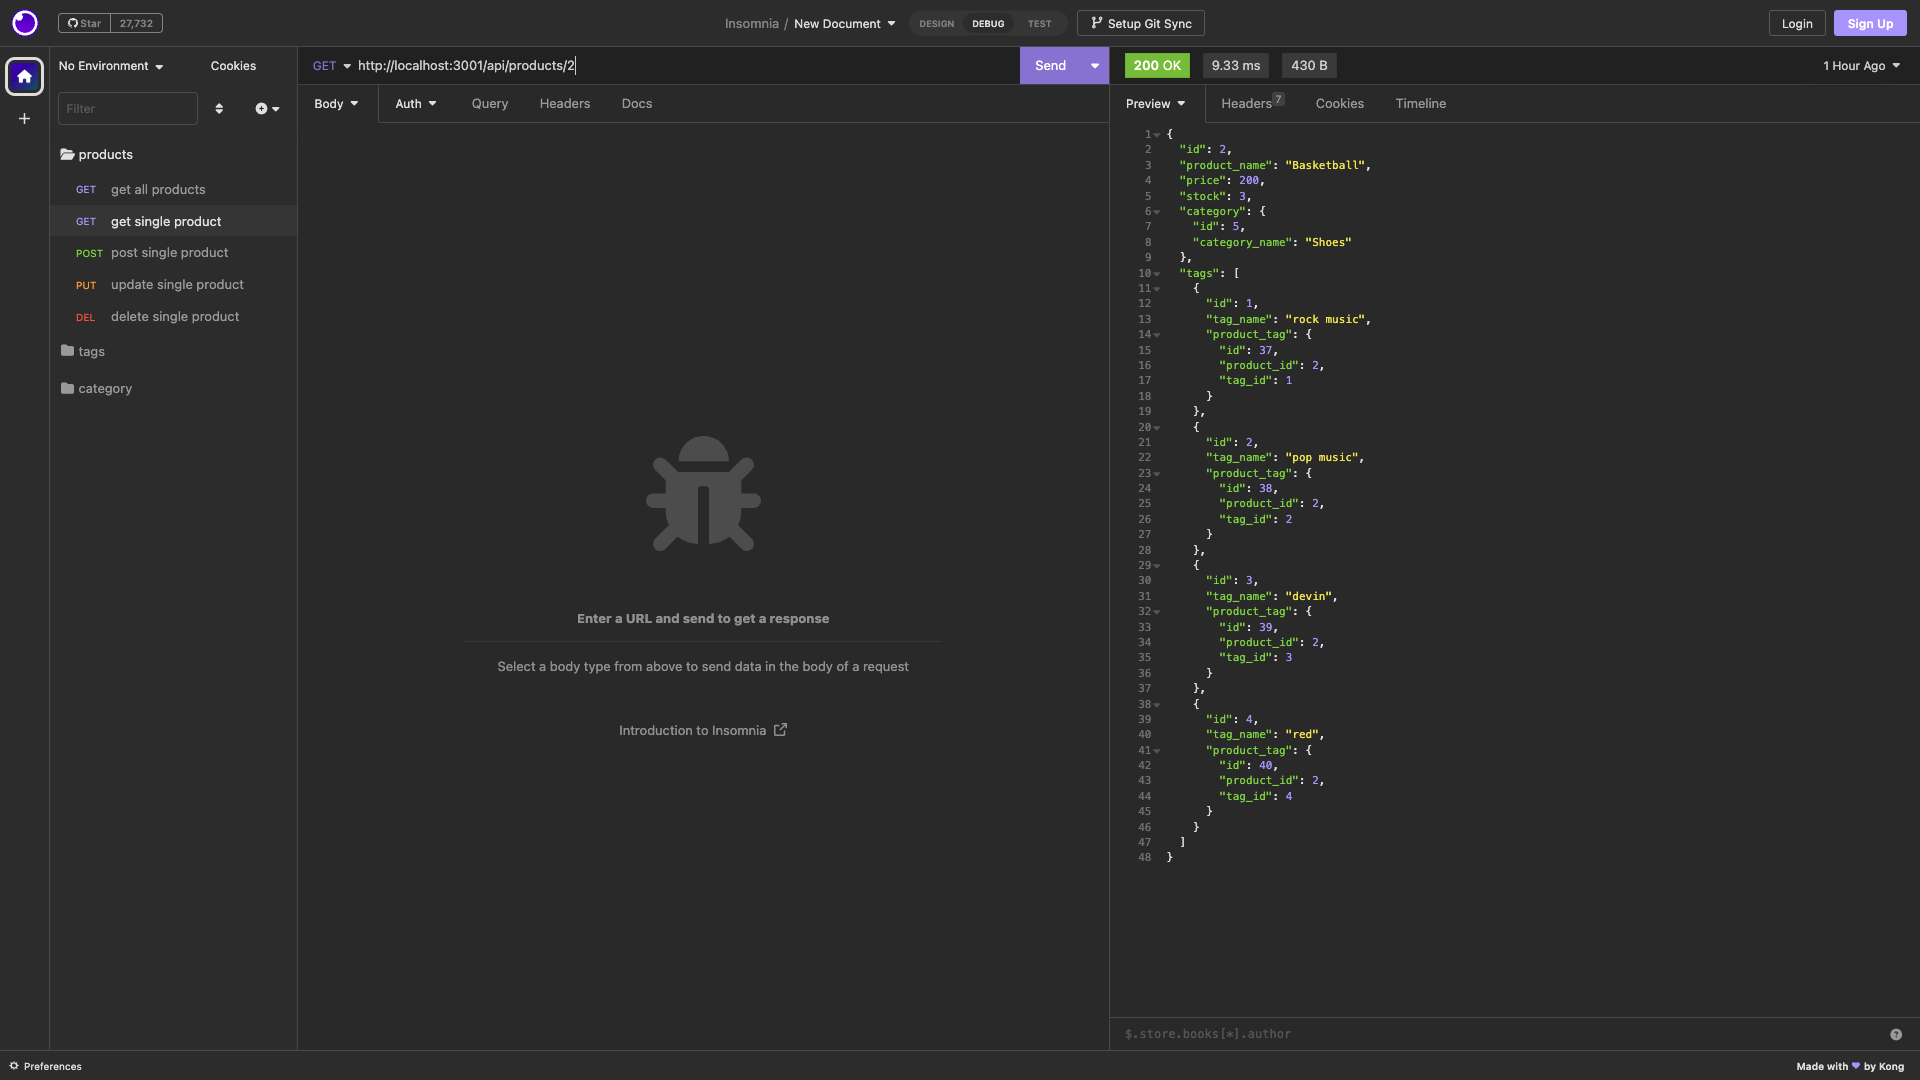 Star 27,732
Insomnia / New Document
DESIGN DEBUG TEST
Setup Git Sync
Login
Sign Up
No Environment
Cookies
Filter
products
GET get all products
GET get single product
POST post single product
PUT update single product
DEL delete single product
tags
category
GET http://localhost:3001/api/products/2
Send
Body
Auth
Query
Headers
Docs
Enter a URL and send to get a response
Select a body type from above to send data in the body of a request
Introduction to Insomnia
200 OK
9.33 ms
430 B
1 Hour Ago
Preview
Headers 7
Cookies
Timeline
1 {
2 "id": 2,
3 "product_name": "Basketball",
4 "price": 200,
5 "stock": 3,
6 "category": {
7 "id": 5,
8 "category_name": "Shoes"
9 },
10 "tags": [
11 {
12 "id": 1,
13 "tag_name": "rock music",
14 "product_tag": {
15 "id": 37,
16 "product_id": 2,
17 "tag_id": 1
18 }
19 },
20 {
21 "id": 2,
22 "tag_name": "pop music",
23 "product_tag": {
24 "id": 38,
25 "product_id": 2,
26 "tag_id": 2
27 }
28 },
29 {
30 "id": 3,
31 "tag_name": "devin",
32 "product_tag": {
33 "id": 39,
34 "product_id": 2,
35 "tag_id": 3
36 }
37 },
38 {
39 "id": 4,
40 "tag_name": "red",
41 "product_tag": {
42 "id": 40,
43 "product_id": 2,
44 "tag_id": 4
45 }
46 }
47 ]
48 }
$.store.books[*].author
?
Preferences
Made with ♥ by Kong